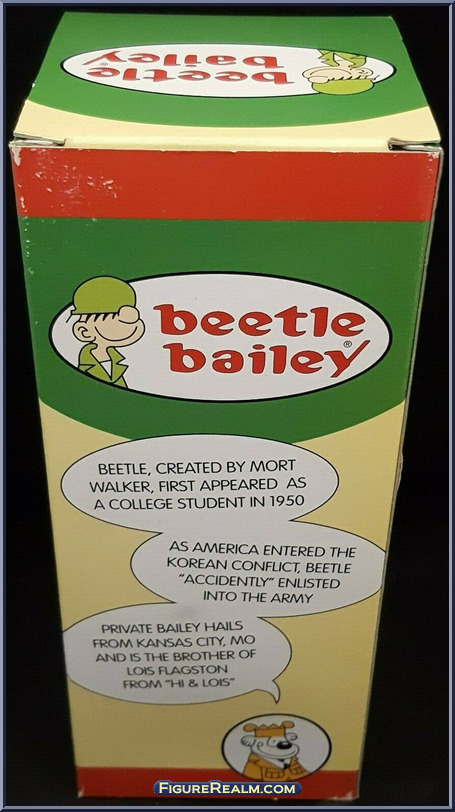 beetle
bailey®
beetle
bailey®
BEETLE, CREATED BY MORT
WALKER, FIRST APPEARED AS
A COLLEGE STUDENT IN 1950
AS AMERICA ENTERED THE
KOREAN CONFLICT, BEETLE
"ACCIDENTLY" ENLISTED
INTO THE ARMY
PRIVATE BAILEY HAILS
FROM KANSAS CITY, MO
AND IS THE BROTHER OF
LOIS FLAGSTON
FROM "HI & LOIS"
FIGUREREALM.COM